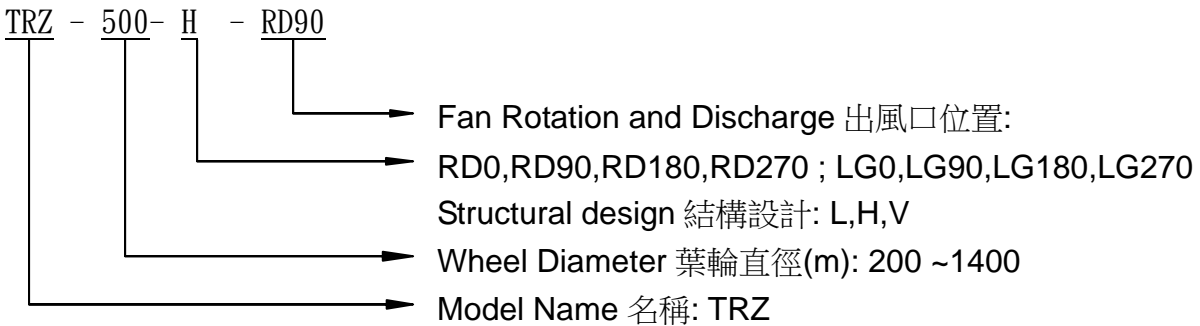 TRZ - 500- H - RD90
Fan Rotation and Discharge 出風口位置:
RD0,RD90,RD180,RD270 ; LG0,LG90,LG180,LG270
Structural design 結構設計: L,H,V
Wheel Diameter 葉輪直徑(m): 200 ~1400
Model Name 名稱: TRZ